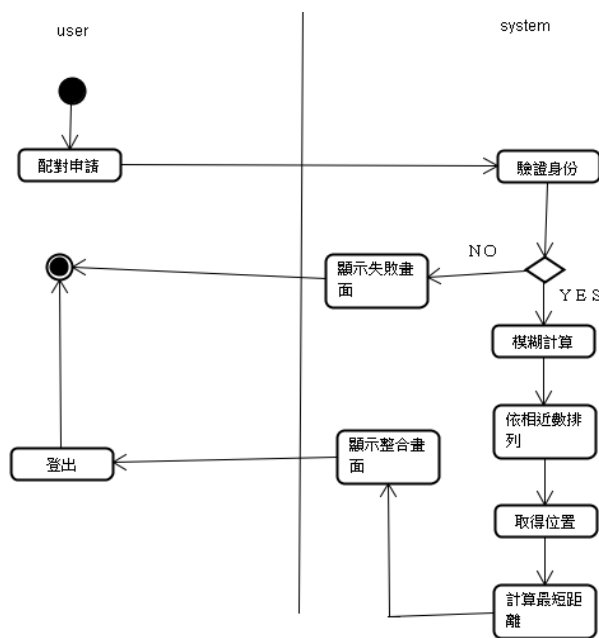 user
system
配對申請
驗證身份
NO
顯示失敗畫
面
YES
模糊計算
依相近數排
列
顯示整合畫
面
登出
取得位置
計算最短距
離